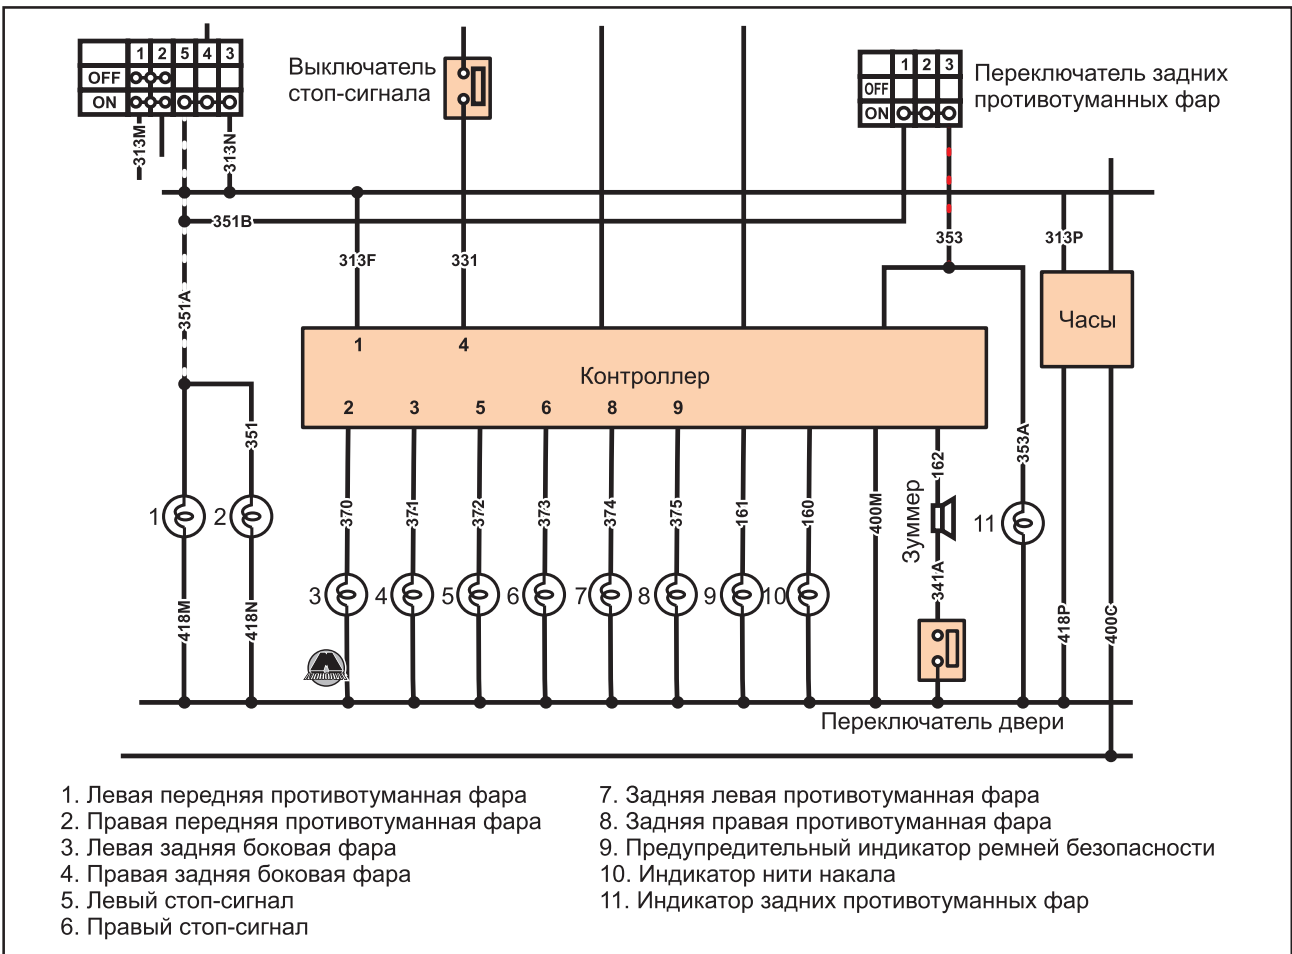 1 2 5 4 3
OFF
ON
313M
313N
Выключатель
стоп-сигнала
1 2 3
OFF
ON
Переключатель задних
противотуманных фар
351B
351A
313F
331
353
313P
Часы
1
4
Контроллер
2 3 5 6 8 9
351
370
371
372
373
374
375
161
160
400M
162
Зуммер
341A
353A
1
2
3
4
5
6
7
8
9
10
11
418M
418N
418P
400C
Переключатель двери
1. Левая передняя противотуманная фара
2. Правая передняя противотуманная фара
3. Левая задняя боковая фара
4. Правая задняя боковая фара
5. Левый стоп-сигнал
6. Правый стоп-сигнал
7. Задняя левая противотуманная фара
8. Задняя правая противотуманная фара
9. Предупредительный индикатор ремней безопасности
10. Индикатор нити накала
11. Индикатор задних противотуманных фар